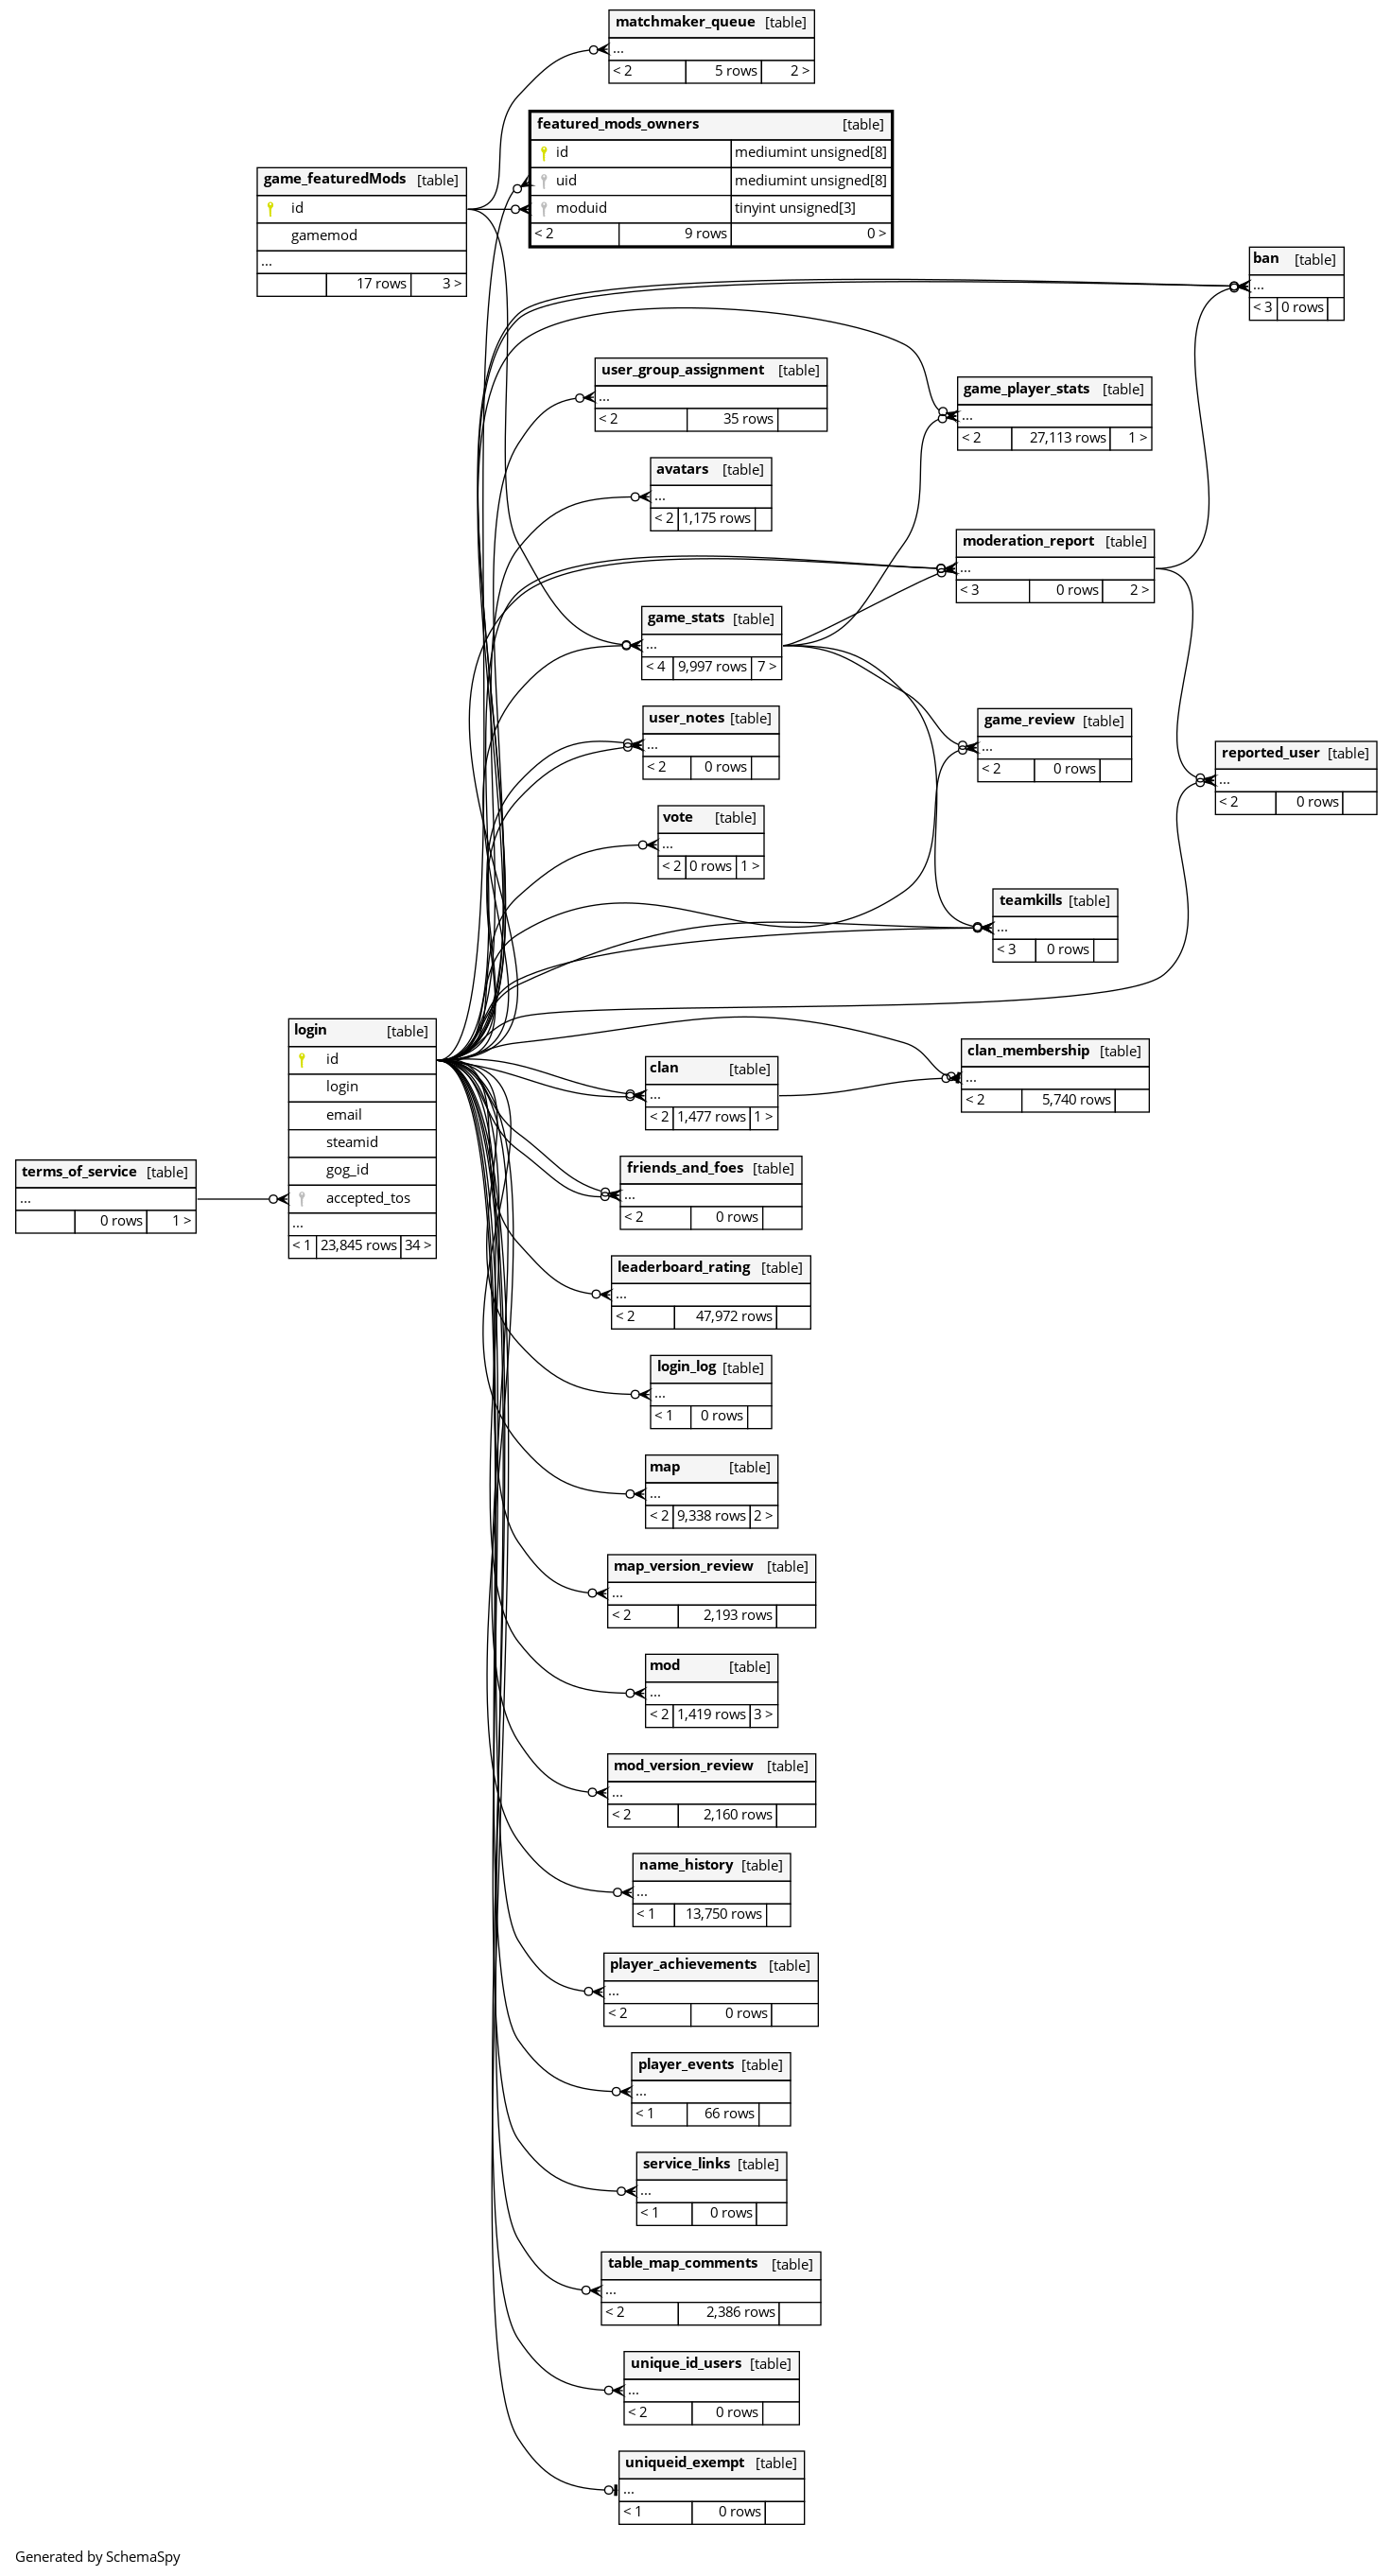 matchmaker_queue [table]
...
< 2 5 rows 2 >
featured_mods_owners [table]
id mediumint unsigned[8]
uid mediumint unsigned[8]
moduid tinyint unsigned[3]
< 2 9 rows 0 >
game_featuredMods [table]
id
gamemod
...
17 rows 3 >
ban [table]
...
< 3 0 rows
user_group_assignment [table]
...
< 2 35 rows
game_player_stats [table]
...
< 2 27,113 rows 1 >
avatars [table]
...
< 2 1,175 rows
moderation_report [table]
...
< 3 0 rows 2 >
game_stats [table]
...
< 4 9,997 rows 7 >
user_notes [table]
...
< 2 0 rows
game_review [table]
...
< 2 0 rows
reported_user [table]
...
< 2 0 rows
vote [table]
...
< 2 0 rows 1 >
teamkills [table]
...
< 3 0 rows
login [table]
id
login
email
steamid
gog_id
accepted_tos
...
< 1 23,845 rows 34 >
clan_membership [table]
...
< 2 5,740 rows
clan [table]
...
< 2 1,477 rows 1 >
terms_of_service [table]
...
0 rows 1 >
friends_and_foes [table]
...
< 2 0 rows
leaderboard_rating [table]
...
< 2 47,972 rows
login_log [table]
...
< 1 0 rows
map [table]
...
< 2 9,338 rows 2 >
map_version_review [table]
...
< 2 2,193 rows
mod [table]
...
< 2 1,419 rows 3 >
mod_version_review [table]
...
< 2 2,160 rows
name_history [table]
...
< 1 13,750 rows
player_achievements [table]
...
< 2 0 rows
player_events [table]
...
< 1 66 rows
service_links [table]
...
< 1 0 rows
table_map_comments [table]
...
< 2 2,386 rows
unique_id_users [table]
...
< 2 0 rows
uniqueid_exempt [table]
...
< 1 0 rows
Generated by SchemaSpy